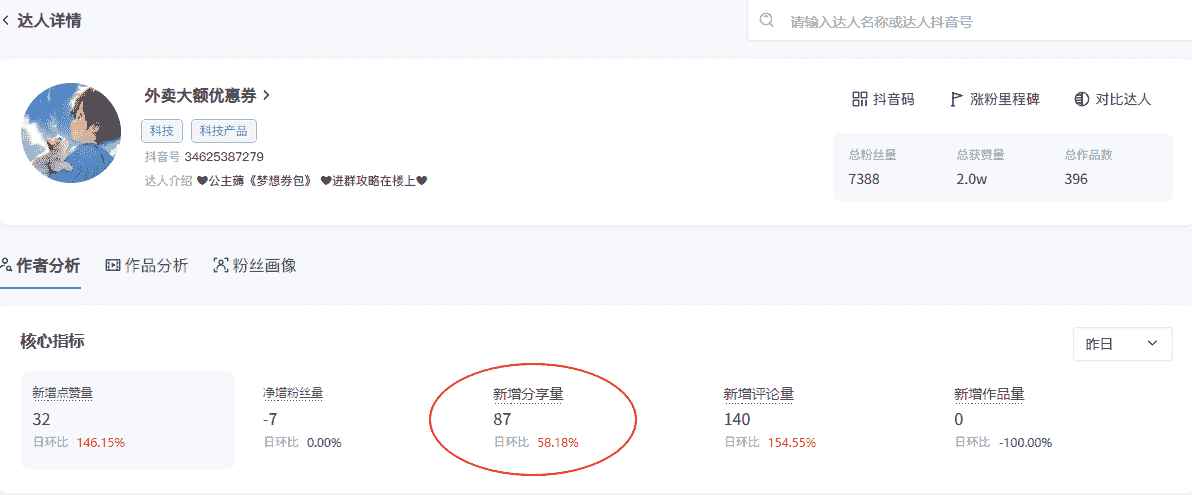 达人详情
请输入达人名称或达人抖音号
外卖大额优惠券
抖音码 涨粉里程碑 对比达人
科技 科技产品
抖音号 34625387279
达人介绍 ♥公主薅《梦想券包》 ♥进群攻略在楼上♥
总粉丝量 总获赞量 总作品数
7388 2.0w 396
作者分析 作品分析 粉丝画像
核心指标
昨日
新增点赞量 净增粉丝量 新增分享量 新增评论量 新增作品量
32 -7 87 140 0
日环比 146.15% 日环比 0.00% 日环比 58.18% 日环比 154.55% 日环比 -100.00%